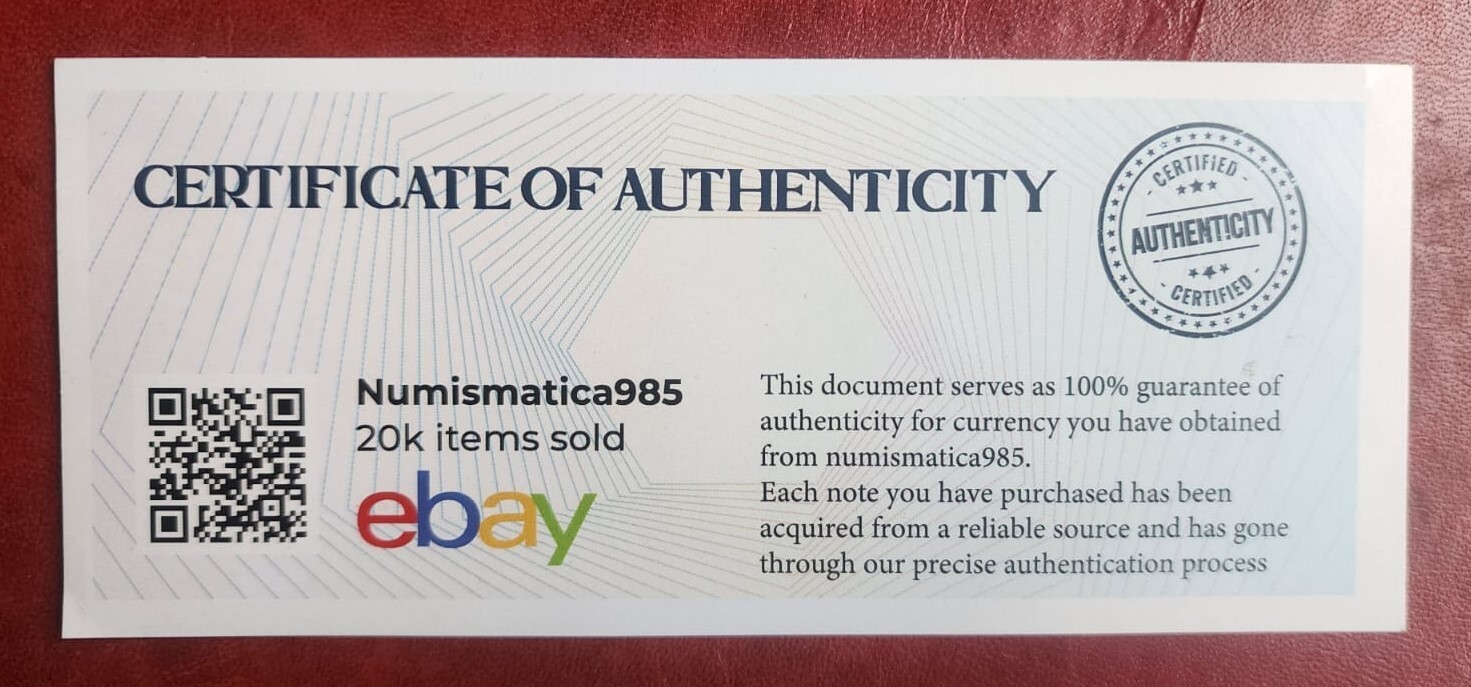 CERTIFICATE OF AUTHENTICITY
- CERTIFIED -
AUTHENTICITY
- CERTIFIED -
Numismatica985
20k items sold
ebay
This document serves as 100% guarantee of
authenticity for currency you have obtained
from numismatica985.
Each note you have purchased has been
acquired from a reliable source and has gone
through our precise authentication process